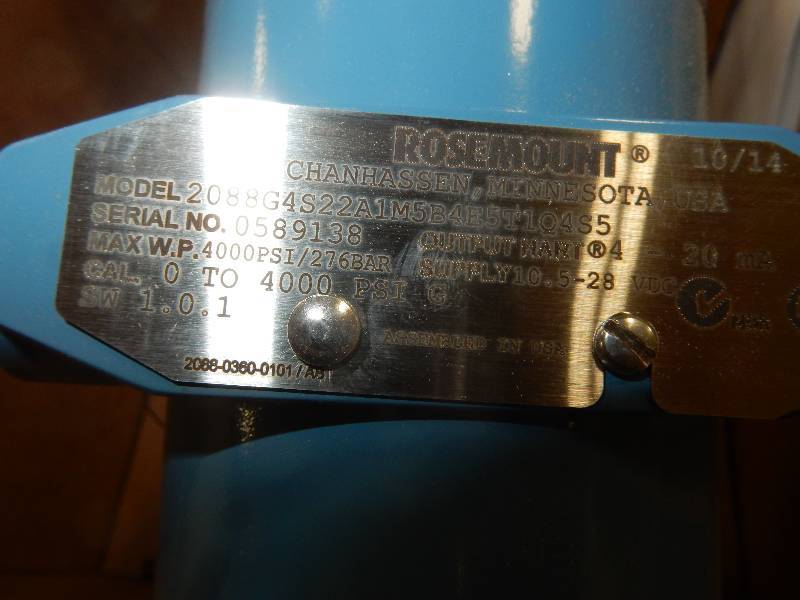 ROSEMOUNT® 10/14
CHANHASSEN, MINNESOTA, USA
MODEL 2088G4S22A1M5B4E5T1Q4S5
SERIAL NO. 0589138
OUTPUT HART® 4 - 20 mA
MAX W.P. 4000PSI/276BAR
SUPPLY 10.5-28 VDC
CAL. 0 TO 4000 PSI G
SW 1.0.1
ASSEMBLED IN USA
2088-0360-0101 / AB